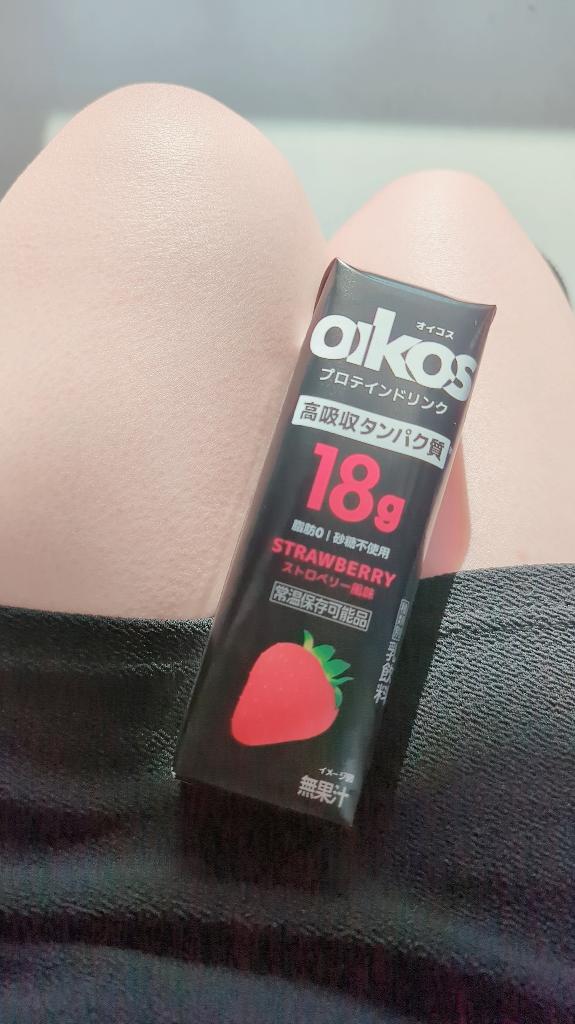 オイコス
oikos
プロテインドリンク
高吸収タンパク質
18g
脂肪0 | 砂糖不使用
STRAWBERRY
ストロベリー風味
常温保存可能品
乳飲料
イメージ
無果汁